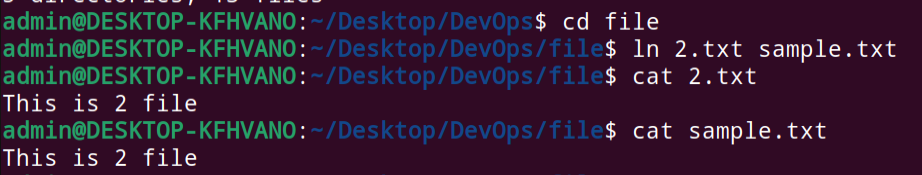 admin@DESKTOP-KFHVANO:~/Desktop/DevOps$ cd file
admin@DESKTOP-KFHVANO:~/Desktop/DevOps/file$ ln 2.txt sample.txt
admin@DESKTOP-KFHVANO:~/Desktop/DevOps/file$ cat 2.txt
This is 2 file
admin@DESKTOP-KFHVANO:~/Desktop/DevOps/file$ cat sample.txt
This is 2 file